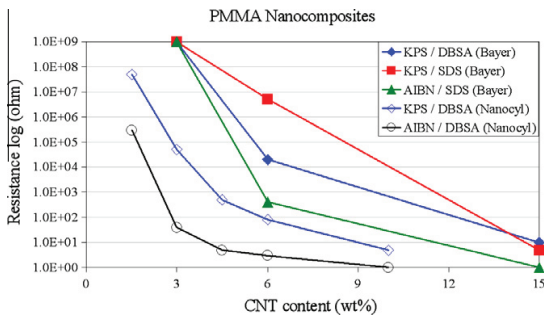 PMMA Nanocomposites
Resistance log (ohm)
1.0E+09
1.0E+08
1.0E+07
1.0E+06
1.0E+05
1.0E+04
1.0E+03
1.0E+02
1.0E+01
1.0E+00
KPS / DBSA (Bayer)
KPS / SDS (Bayer)
AIBN / SDS (Bayer)
KPS / DBSA (Nanocyl)
AIBN / DBSA (Nanocyl)
0 3 6 9 12 15
CNT content (wt%)